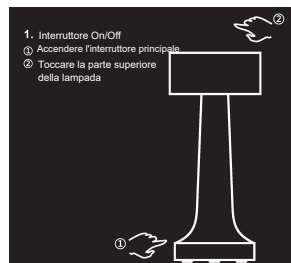 1. Interruttore On/Off
① Accendere l'interruttore principale
② Toccare la parte superiore
della lampada
②
①